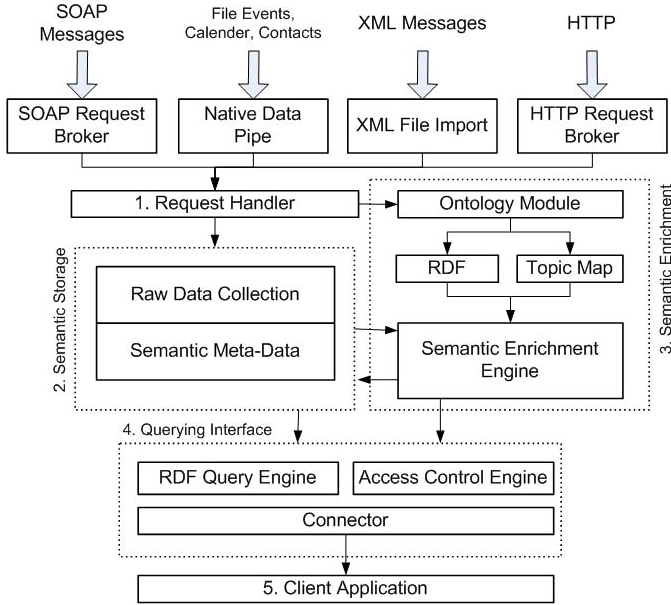 SOAP
Messages
File Events,
Calender, Contacts
XML Messages
HTTP
SOAP Request
Broker
Native Data
Pipe
XML File Import
HTTP Request
Broker
1. Request Handler
Ontology Module
RDF
Topic Map
3. Semantic Enrichment
2. Semantic Storage
Raw Data Collection
Semantic Meta-Data
Semantic Enrichment
Engine
4. Querying Interface
RDF Query Engine
Access Control Engine
Connector
5. Client Application